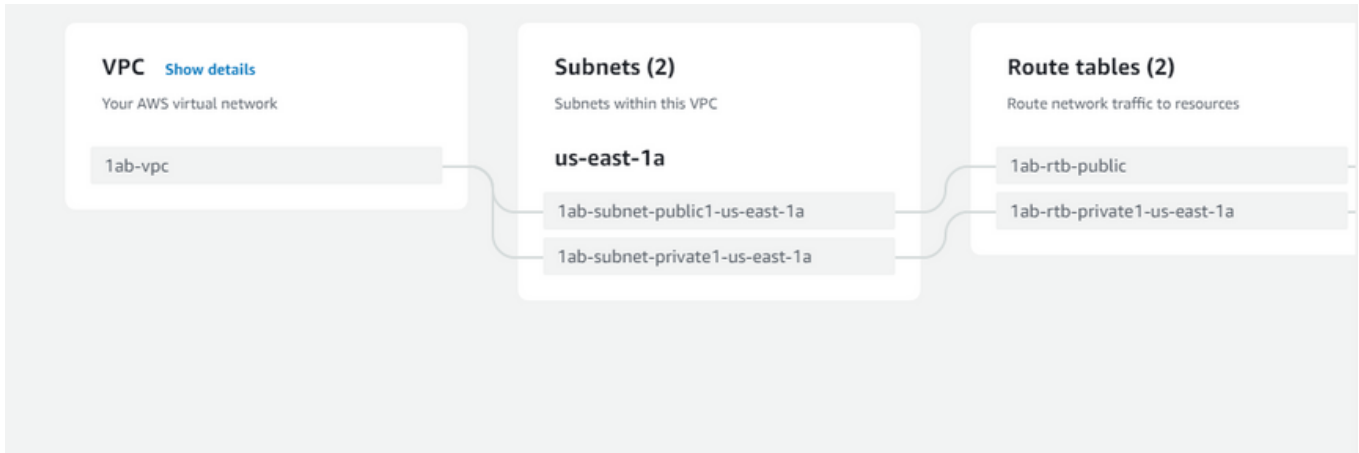 VPC Show details
Your AWS virtual network
1ab-vpc
Subnets (2)
Subnets within this VPC
us-east-1a
1ab-subnet-public1-us-east-1a
1ab-subnet-private1-us-east-1a
Route tables (2)
Route network traffic to resources
1ab-rtb-public
1ab-rtb-private1-us-east-1a